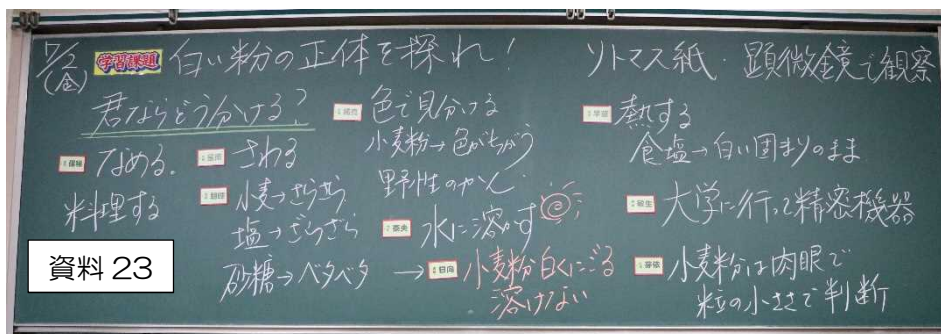 7/2
(金)
学習課題
白い粉の正体を探れ!
君ならどう分ける?
なめる。
料理する
さわる
小麦→さらさら
塩→ざらざら
砂糖→ベタベタ
色で見分ける
小麦粉→色がちがう
野性のかん
水に溶かす
→小麦粉白くにごる
溶けない
リトマス紙・顕微鏡で観察
熱する
食塩→白い固まりのまま
大学に行って精密機器
小麦粉は肉眼で
粒の小ささで判断
資料 23